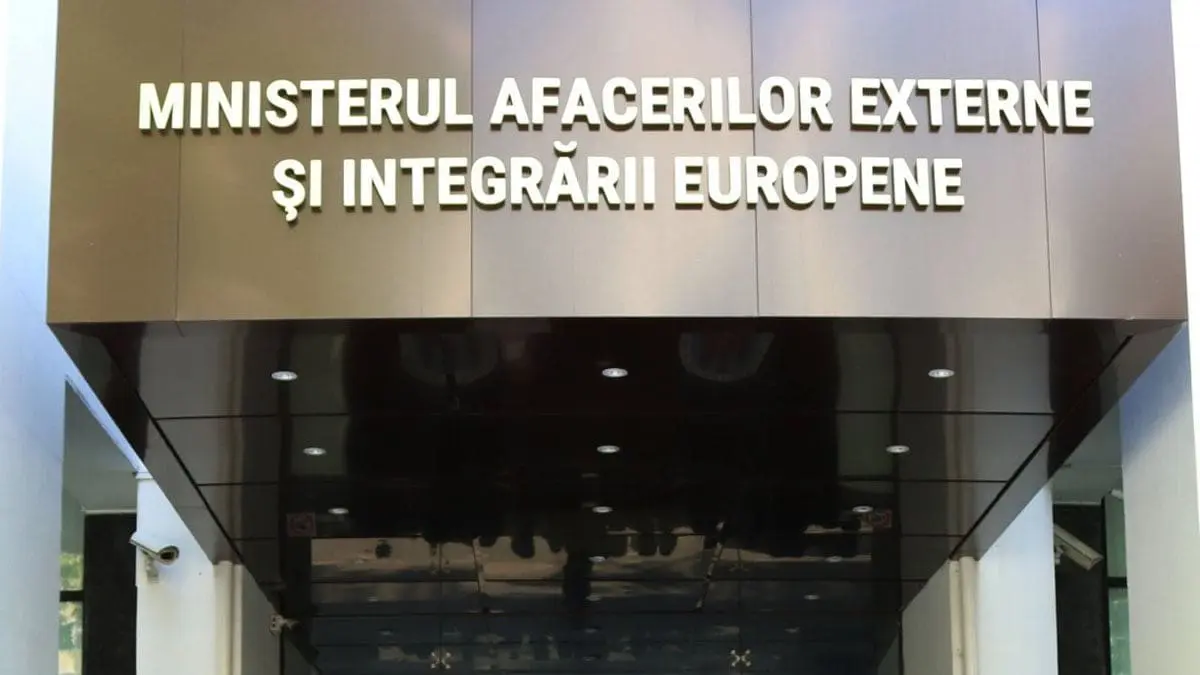 MINISTERUL AFACERILOR EXTERNE
ŞI INTEGRĂRII EUROPENE